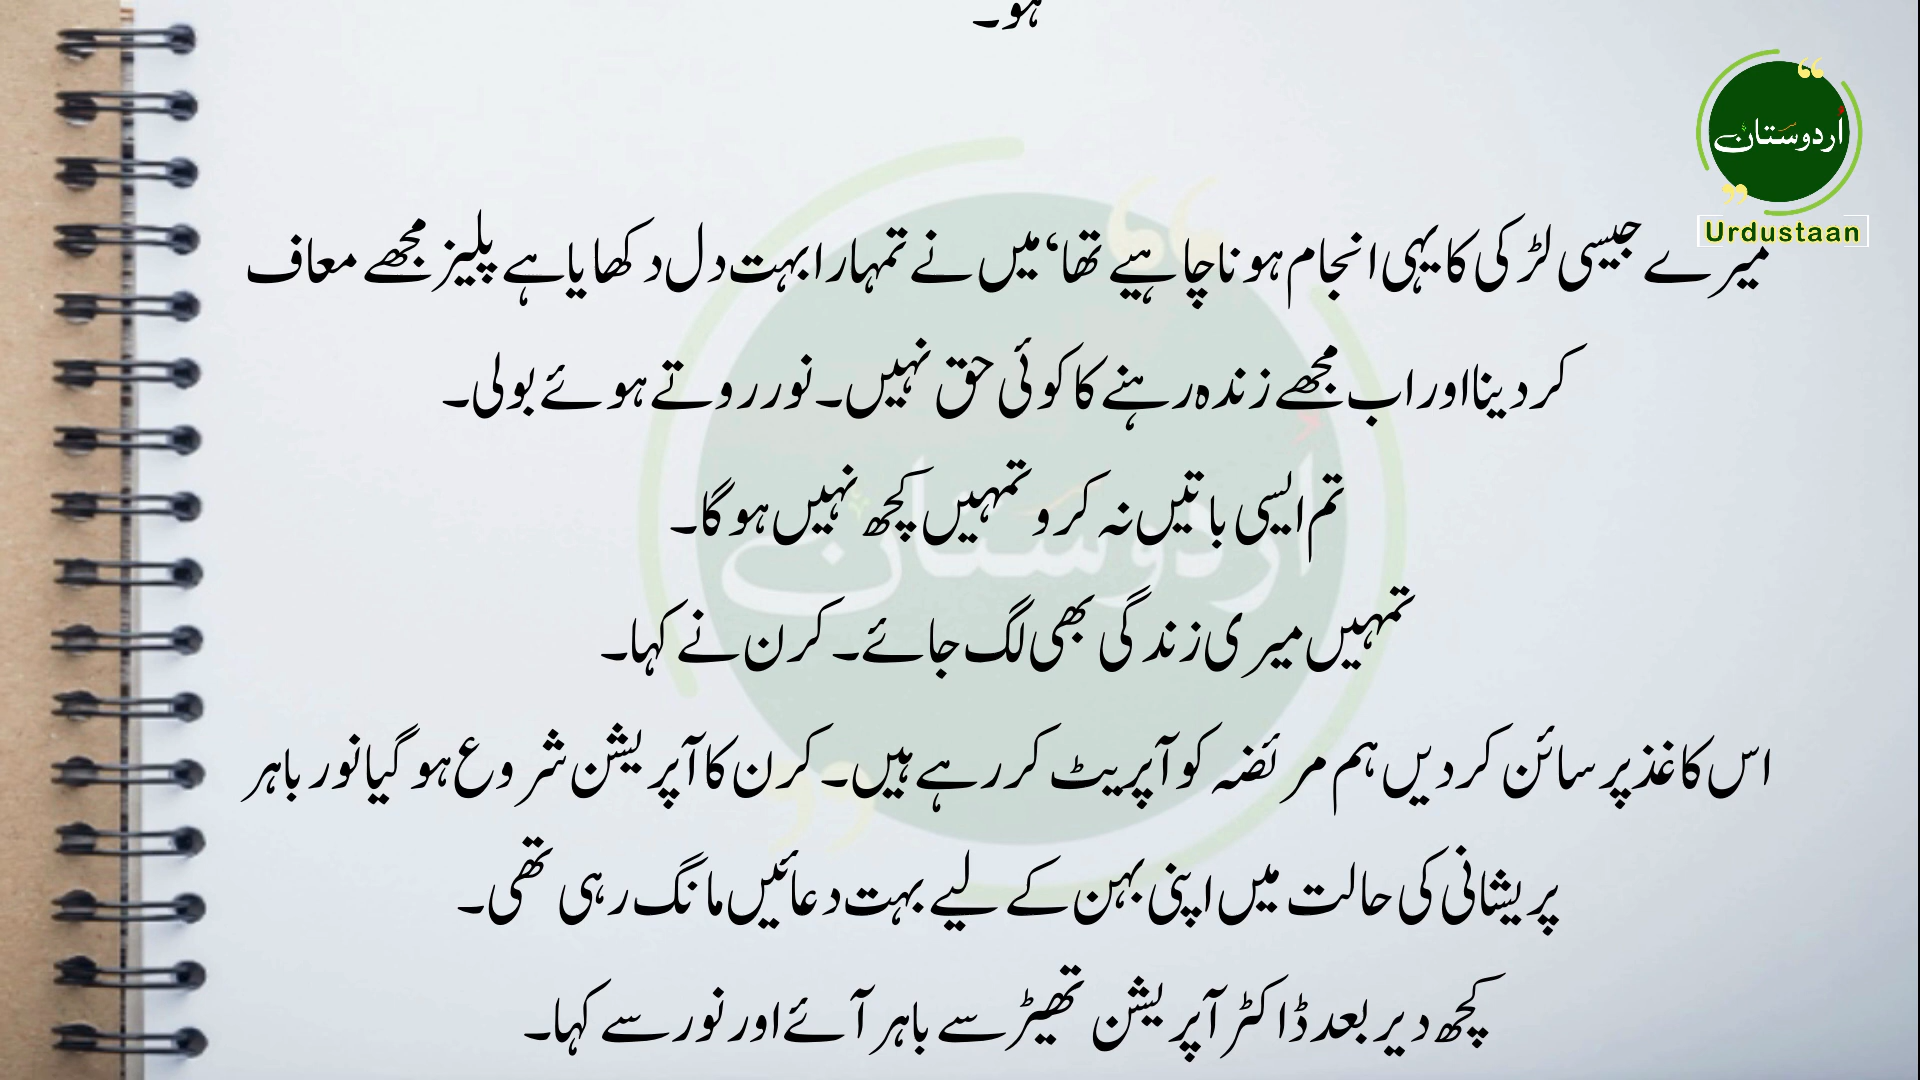 ہو۔
اُردوستان
Urdustaan
میرے جیسی لڑکی کا یہی انجام ہونا چاہیے تھا، میں نے تمہارا بہت دل دکھایا ہے پلیز مجھے معاف
کر دینا اور اب مجھے زندہ رہنے کا کوئی حق نہیں۔ نور روتے ہوئے بولی۔
تم ایسی باتیں نہ کرو تمہیں کچھ نہیں ہوگا۔
تمہیں میری زندگی بھی لگ جائے۔ کرن نے کہا۔
اس کاغذ پر سائن کر دیں ہم مرئضہ کو آپریٹ کر رہے ہیں۔ کرن کا آپریشن شروع ہو گیا نور باہر
پریشانی کی حالت میں اپنی بہن کے لیے بہت دعائیں مانگ رہی تھی۔
کچھ دیر بعد ڈاکٹر آپریشن تھیڑ سے باہر آئے اور نور سے کہا۔